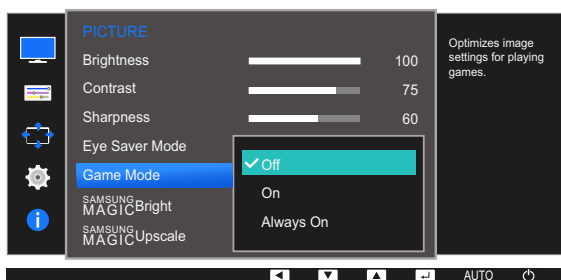 PICTURE
Brightness 100
Contrast 75
Sharpness 60
Eye Saver Mode
Game Mode
SAMSUNG
MAGICBright
SAMSUNG
MAGICUpscale
Off
On
Always On
Optimizes image
settings for playing
games.
i
AUTO